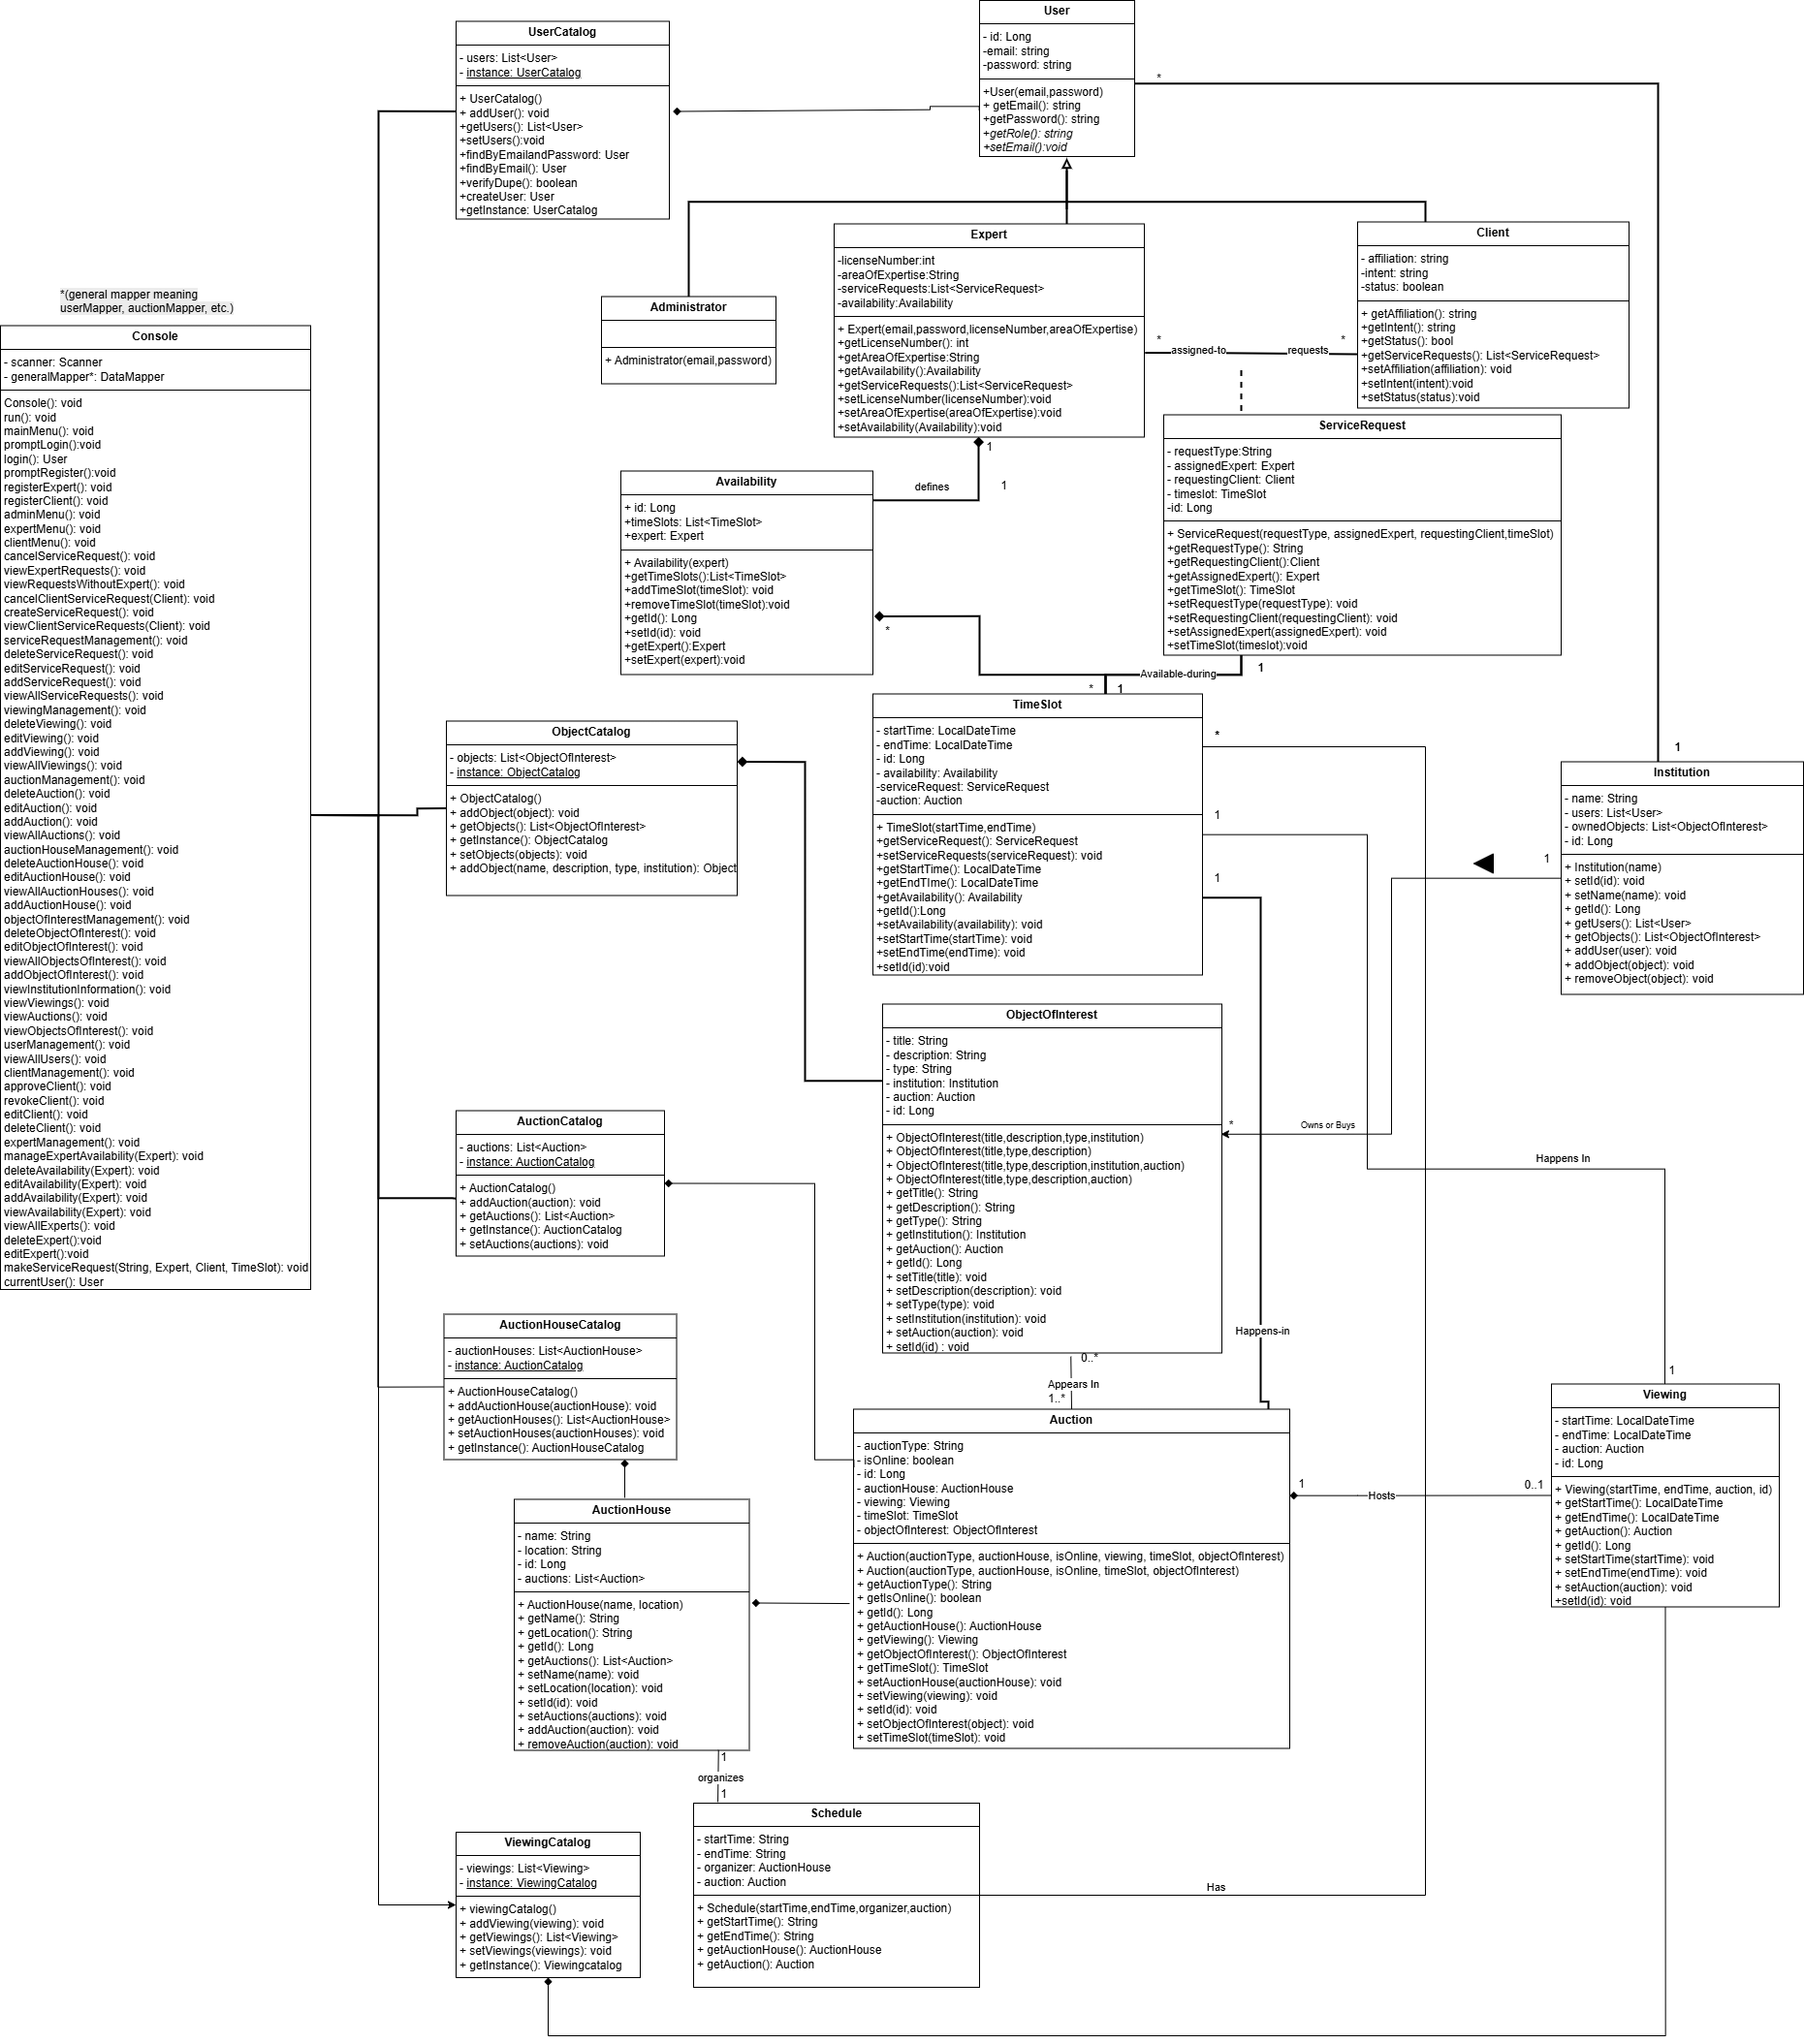 User
- id: Long
-email: string
-password: string
+User(email,password)
+ getEmail(): string
+getPassword(): string
+getRole(): string
+setEmail():void
UserCatalog
- users: List<User>
- instance: UserCatalog
+ UserCatalog()
+ addUser(): void
+getUsers(): List<User>
+setUsers():void
+findByEmailandPassword: User
+findByEmail(): User
+verifyDupe(): boolean
+createUser: User
+getInstance: UserCatalog
*
Expert
-licenseNumber:int
-areaOfExpertise:String
-serviceRequests:List<ServiceRequest>
-availability:Availability
+ Expert(email,password,licenseNumber,areaOfExpertise)
+getLicenseNumber(): int
+getAreaOfExpertise:String
+getAvailability():Availability
+getServiceRequests():List<ServiceRequest>
+setLicenseNumber(licenseNumber):void
+setAreaOfExpertise(areaOfExpertise):void
+setAvailability(Availability):void
Client
- affiliation: string
-intent: string
-status: boolean
+ getAffiliation(): string
+getIntent(): string
+getStatus(): bool
+getServiceRequests(): List<ServiceRequest>
+setAffiliation(affiliation): void
+setIntent(intent):void
+setStatus(status):void
Administrator
+ Administrator(email,password)
*
assigned-to
requests
*
*(general mapper meaning
userMapper, auctionMapper, etc.)
Console
- scanner: Scanner
- generalMapper*: DataMapper
Console(): void
run(): void
mainMenu(): void
promptLogin():void
login(): User
promptRegister():void
registerExpert(): void
registerClient(): void
adminMenu(): void
expertMenu(): void
clientMenu(): void
cancelServiceRequest(): void
viewExpertRequests(): void
viewRequestsWithoutExpert(): void
cancelClientServiceRequest(Client): void
createServiceRequest(): void
viewClientServiceRequests(Client): void
serviceRequestManagement(): void
deleteServiceRequest(): void
editServiceRequest(): void
addServiceRequest(): void
viewAllServiceRequests(): void
viewingManagement(): void
deleteViewing(): void
editViewing(): void
addViewing(): void
viewAllViewings(): void
auctionManagement(): void
deleteAuction(): void
editAuction(): void
addAuction(): void
viewAllAuctions(): void
auctionHouseManagement(): void
deleteAuctionHouse(): void
editAuctionHouse(): void
viewAllAuctionHouses(): void
addAuctionHouse(): void
objectOfInterestManagement(): void
deleteObjectOfInterest(): void
editObjectOfInterest(): void
viewAllObjectsOfInterest(): void
addObjectOfInterest(): void
viewInstitutionInformation(): void
viewViewings(): void
viewAuctions(): void
viewObjectsOfInterest(): void
userManagement(): void
viewAllUsers(): void
clientManagement(): void
approveClient(): void
revokeClient(): void
editClient(): void
deleteClient(): void
expertManagement(): void
manageExpertAvailability(Expert): void
deleteAvailability(Expert): void
editAvailability(Expert): void
addAvailability(Expert): void
viewAvailability(Expert): void
viewAllExperts(): void
deleteExpert():void
editExpert():void
makeServiceRequest(String, Expert, Client, TimeSlot): void
currentUser(): User
ServiceRequest
- requestType:String
- assignedExpert: Expert
- requestingClient: Client
- timeslot: TimeSlot
-id: Long
+ ServiceRequest(requestType, assignedExpert, requestingClient,timeSlot)
+getRequestType(): String
+getRequestingClient():Client
+getAssignedExpert(): Expert
+getTimeSlot(): TimeSlot
+setRequestType(requestType): void
+setRequestingClient(requestingClient): void
+setAssignedExpert(assignedExpert): void
+setTimeSlot(timeslot):void
1
defines
1
Availability
+ id: Long
+timeSlots: List<TimeSlot>
+expert: Expert
+ Availability(expert)
+getTimeSlots():List<TimeSlot>
+addTimeSlot(timeSlot): void
+removeTimeSlot(timeSlot):void
+getId(): Long
+setId(id): void
+getExpert():Expert
+setExpert(expert):void
*
Available-during
1
*
1
TimeSlot
- startTime: LocalDateTime
- endTime: LocalDateTime
- id: Long
- availability: Availability
-serviceRequest: ServiceRequest
-auction: Auction
+ TimeSlot(startTime,endTime)
+getServiceRequest(): ServiceRequest
+setServiceRequests(serviceRequest): void
+getStartTime(): LocalDateTime
+getEndTIme(): LocalDateTime
+getAvailability(): Availability
+getId():Long
+setAvailability(availability): void
+setStartTime(startTime): void
+setEndTime(endTime): void
+setId(id):void
*
1
1
ObjectCatalog
- objects: List<ObjectOfInterest>
- instance: ObjectCatalog
+ ObjectCatalog()
+ addObject(object): void
+ getObjects(): List<ObjectOfInterest>
+ getInstance(): ObjectCatalog
+ setObjects(objects): void
+ addObject(name, description, type, institution): Object
1
Institution
- name: String
- users: List<User>
- ownedObjects: List<ObjectOfInterest>
- id: Long
+ Institution(name)
+ setId(id): void
+ setName(name): void
+ getId(): Long
+ getUsers(): List<User>
+ getObjects(): List<ObjectOfInterest>
+ addUser(user): void
+ addObject(object): void
+ removeObject(object): void
1
ObjectOfInterest
- title: String
- description: String
- type: String
- institution: Institution
- auction: Auction
- id: Long
+ ObjectOfInterest(title,description,type,institution)
+ ObjectOfInterest(title,type,description)
+ ObjectOfInterest(title,type,description,institution,auction)
+ ObjectOfInterest(title,type,description,auction)
+ getTitle(): String
+ getDescription(): String
+ getType(): String
+ getInstitution(): Institution
+ getAuction(): Auction
+ getId(): Long
+ setTitle(title): void
+ setDescription(description): void
+ setType(type): void
+ setInstitution(institution): void
+ setAuction(auction): void
+ setId(id) : void
*
Owns or Buys
Happens In
AuctionCatalog
- auctions: List<Auction>
- instance: AuctionCatalog
+ AuctionCatalog()
+ addAuction(auction): void
+ getAuctions(): List<Auction>
+ getInstance(): AuctionCatalog
+ setAuctions(auctions): void
AuctionHouseCatalog
- auctionHouses: List<AuctionHouse>
- instance: AuctionCatalog
+ AuctionHouseCatalog()
+ addAuctionHouse(auctionHouse): void
+ getAuctionHouses(): List<AuctionHouse>
+ setAuctionHouses(auctionHouses): void
+ getInstance(): AuctionHouseCatalog
Happens-in
0..*
Appears In
1..*
1
Auction
- auctionType: String
- isOnline: boolean
- id: Long
- auctionHouse: AuctionHouse
- viewing: Viewing
- timeSlot: TimeSlot
- objectOfInterest: ObjectOfInterest
+ Auction(auctionType, auctionHouse, isOnline, viewing, timeSlot, objectOfInterest)
+ Auction(auctionType, auctionHouse, isOnline, timeSlot, objectOfInterest)
+ getAuctionType(): String
+ getIsOnline(): boolean
+ getId(): Long
+ getAuctionHouse(): AuctionHouse
+ getViewing(): Viewing
+ getObjectOfInterest(): ObjectOfInterest
+ getTimeSlot(): TimeSlot
+ setAuctionHouse(auctionHouse): void
+ setViewing(viewing): void
+ setId(id): void
+ setObjectOfInterest(object): void
+ setTimeSlot(timeSlot): void
1
Hosts
0..1
Viewing
- startTime: LocalDateTime
- endTime: LocalDateTime
- auction: Auction
- id: Long
+ Viewing(startTime, endTime, auction, id)
+ getStartTime(): LocalDateTime
+ getEndTime(): LocalDateTime
+ getAuction(): Auction
+ getId(): Long
+ setStartTime(startTime): void
+ setEndTime(endTime): void
+ setAuction(auction): void
+setId(id): void
AuctionHouse
- name: String
- location: String
- id: Long
- auctions: List<Auction>
+ AuctionHouse(name, location)
+ getName(): String
+ getLocation(): String
+ getId(): Long
+ getAuctions(): List<Auction>
+ setName(name): void
+ setLocation(location): void
+ setId(id): void
+ setAuctions(auctions): void
+ addAuction(auction): void
+ removeAuction(auction): void
1
organizes
1
Schedule
- startTime: String
- endTime: String
- organizer: AuctionHouse
- auction: Auction
+ Schedule(startTime,endTime,organizer,auction)
+ getStartTime(): String
+ getEndTime(): String
+ getAuctionHouse(): AuctionHouse
+ getAuction(): Auction
Has
ViewingCatalog
- viewings: List<Viewing>
- instance: ViewingCatalog
+ viewingCatalog()
+ addViewing(viewing): void
+ getViewings(): List<Viewing>
+ setViewings(viewings): void
+ getInstance(): Viewingcatalog